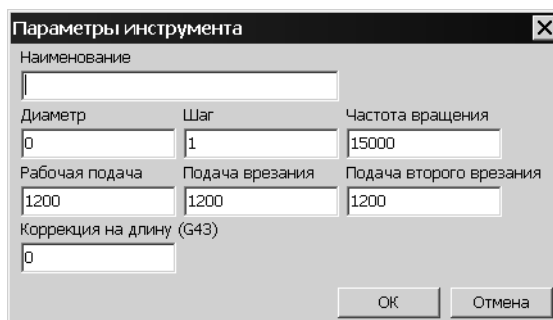 Параметры инструмента
Наименование
Диаметр Шаг Частота вращения
0 1 15000
Рабочая подача Подача врезания Подача второго врезания
1200 1200 1200
Коррекция на длину (G43)
0
ОК Отмена